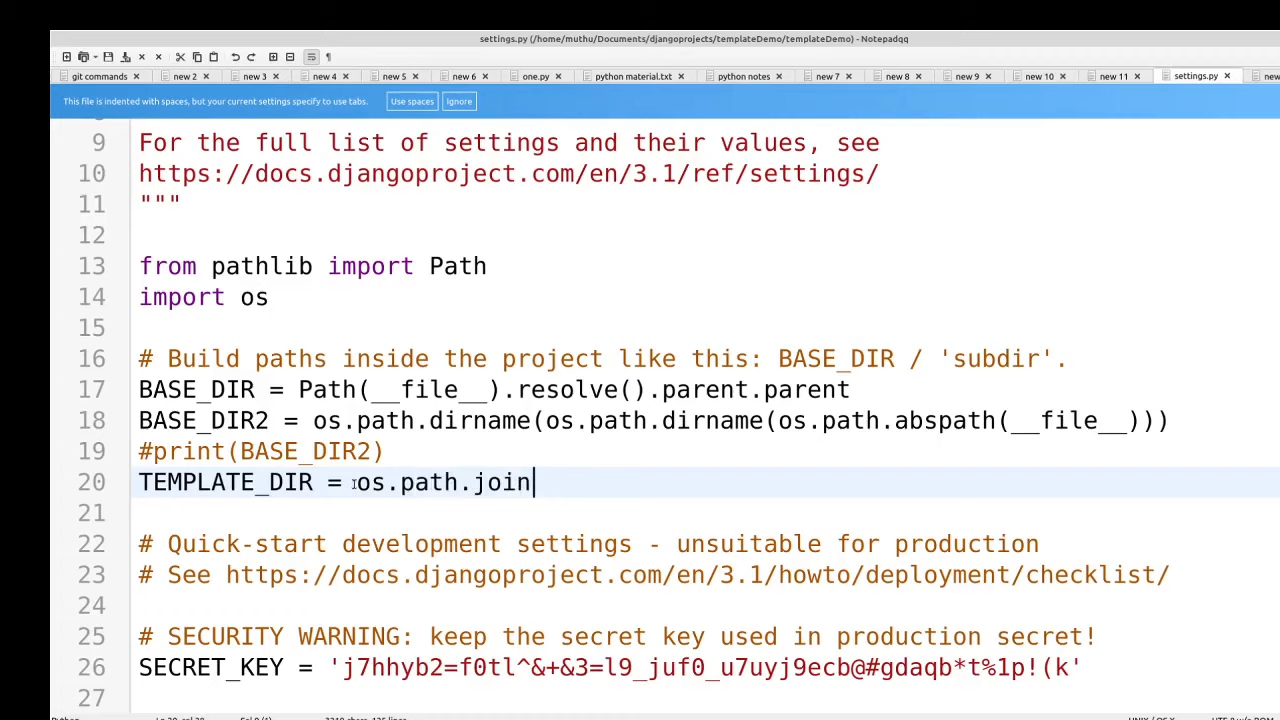 settings.py (/home/muthu/Documents/djangoprojects/templateDemo/templateDemo) - Notepadqq
git commands new 2 new 3 new 4 new 5 new 6 one.py python material.txt python notes new 7 new 8 new 9 new 10 new 11 settings.py new
This file is indented with spaces, but your current settings specify to use tabs. Use spaces Ignore
9 For the full list of settings and their values, see
10 https://docs.djangoproject.com/en/3.1/ref/settings/
11 """
12
13 from pathlib import Path
14 import os
15
16 # Build paths inside the project like this: BASE_DIR / 'subdir'.
17 BASE_DIR = Path(__file__).resolve().parent.parent
18 BASE_DIR2 = os.path.dirname(os.path.dirname(os.path.abspath(__file__)))
19 #print(BASE_DIR2)
20 TEMPLATE_DIR = os.path.join
21
22 # Quick-start development settings - unsuitable for production
23 # See https://docs.djangoproject.com/en/3.1/howto/deployment/checklist/
24
25 # SECURITY WARNING: keep the secret key used in production secret!
26 SECRET_KEY = 'j7hhyb2=f0tl^&+&3=l9_juf0_u7uyj9ecb@#gdaqb*t%1p!(k'
27